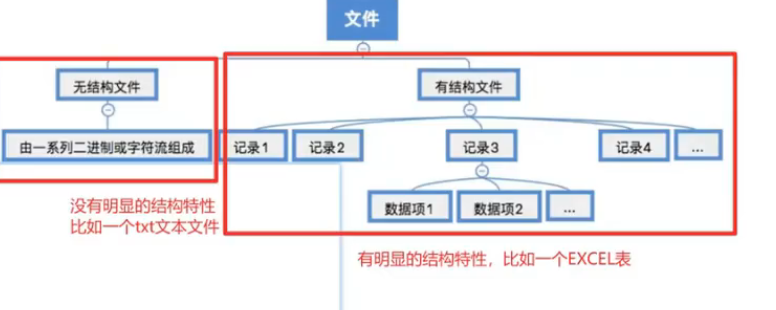 文件
无结构文件
有结构文件
由一系列二进制或字符流组成
记录1
记录2
记录3
记录4
...
数据项1
数据项2
...
没有明显的结构特性
比如一个txt文本文件
有明显的结构特性，比如一个EXCEL表